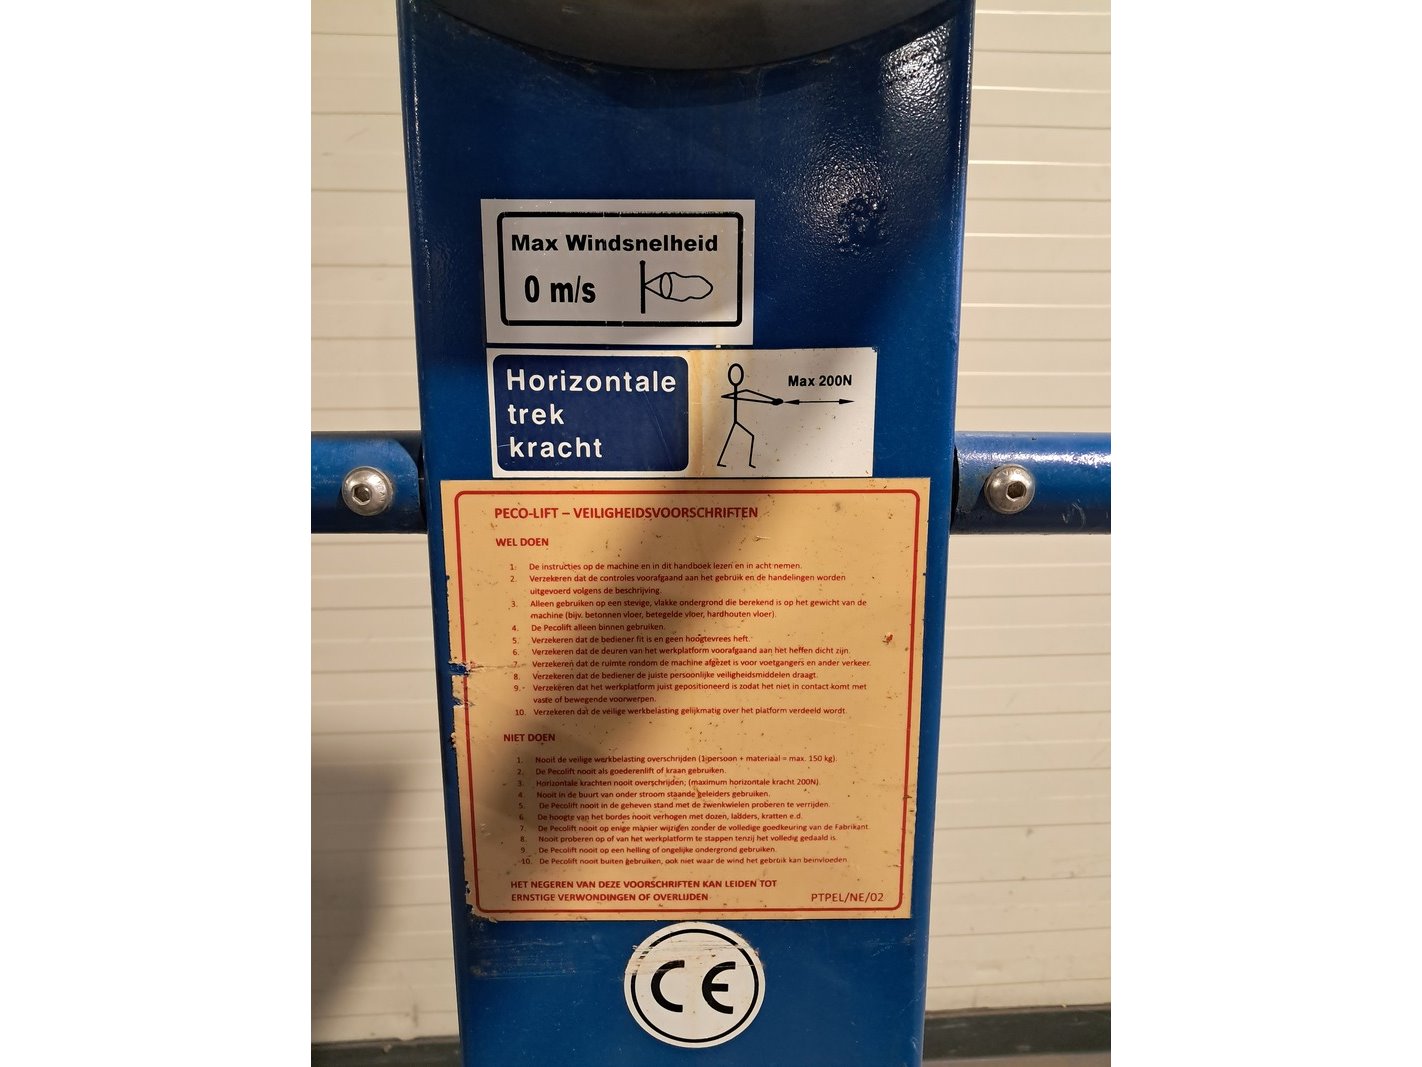 Max Windsnelheid
0 m/s
Horizontale
trek
kracht
Max 200N
PECO-LIFT – VEILIGHEIDSVOORSCHRIFTEN
WEL DOEN
1. De instructies op de machine en in dit handboek lezen en in acht nemen.
2. Verzekeren dat de controles voorafgaand aan het gebruik en de handelingen worden
uitgevoerd volgens de beschrijving.
3. Alleen gebruiken op een stevige, vlakke ondergrond die berekend is op het gewicht van de
machine (bijv. betonnen vloer, betegelde vloer, hardhouten vloer).
4. De Pecolift alleen binnen gebruiken.
5. Verzekeren dat de bediener fit is en geen hoogtevrees heft.
6. Verzekeren dat de deuren van het werkplatform voorafgaand aan het heffen dicht zijn.
7. Verzekeren dat de ruimte rondom de machine afgezet is voor voetgangers en ander verkeer.
8. Verzekeren dat de bediener de juiste persoonlijke veiligheidsmiddelen draagt.
9. Verzekeren dat het werkplatform juist gepositioneerd is zodat het niet in contact komt met
vaste of bewegende voorwerpen.
10. Verzekeren dat de veilige werkbelasting gelijkmatig over het platform verdeeld wordt.
NIET DOEN
1. Nooit de veilige werkbelasting overschrijden (1 persoon + materiaal = max. 150 kg).
2. De Pecolift nooit als goederenlift of kraan gebruiken.
3. Horizontale krachten nooit overschrijden; (maximum horizontale kracht 200N).
4. Nooit in de buurt van onder stroom staande geleiders gebruiken.
5. De Pecolift nooit in de geheven stand met de zwenkwielen proberen te verrijden.
6. De hoogte van het bordes nooit verhogen met dozen, ladders, kratten e.d.
7. De Pecolift nooit op enige manier wijzigen zonder de volledige goedkeuring van de Fabrikant.
8. Nooit proberen op of van het werkplatform te stappen tenzij het volledig gedaald is.
9. De Pecolift nooit op een helling of ongelijke ondergrond gebruiken.
10. De Pecolift nooit buiten gebruiken, ook niet waar de wind het gebruik kan beïnvloeden.
HET NEGEREN VAN DEZE VOORSCHRIFTEN KAN LEIDEN TOT
ERNSTIGE VERWONDINGEN OF OVERLIJDEN
PTPEL/NE/02
CE